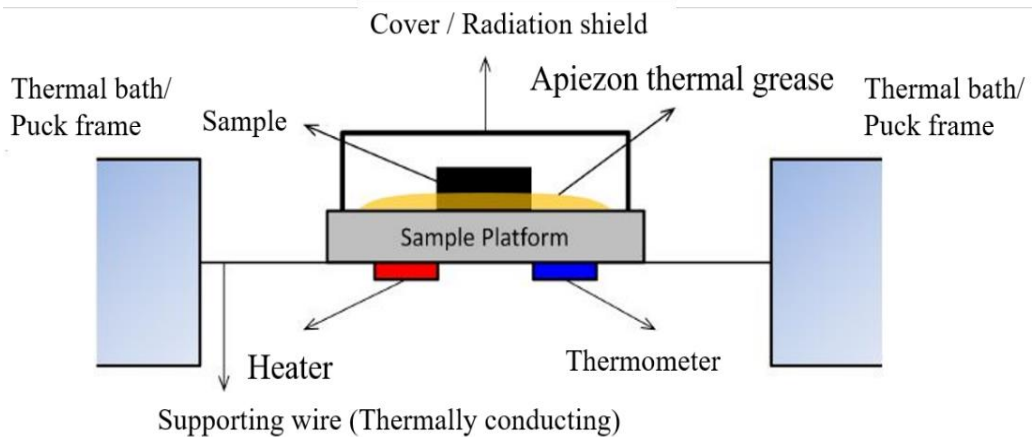 Cover / Radiation shield
Thermal bath/
Puck frame
Apiezon thermal grease
Thermal bath/
Puck frame
Sample
Sample Platform
Heater
Thermometer
Supporting wire (Thermally conducting)